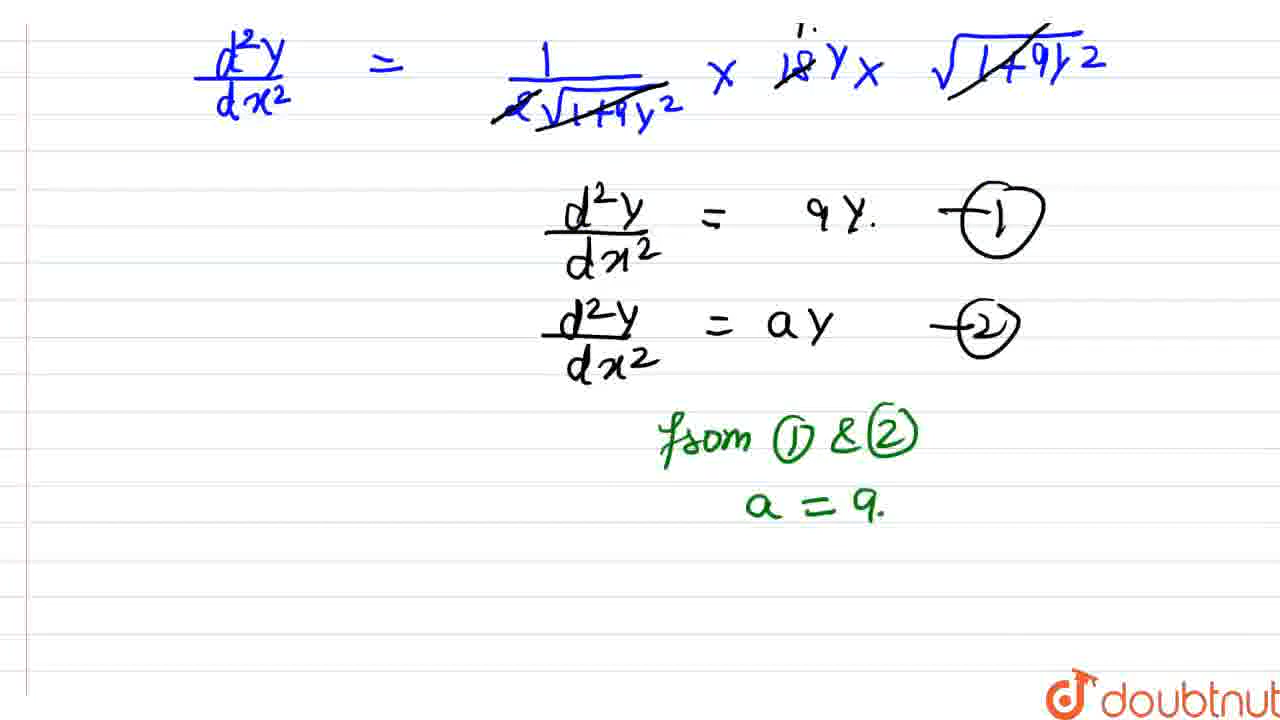 d²y/dx² = 1/(2√(1+9y²)) × 18y × √(1+9y²)
d²y/dx² = 9y. —①
d²y/dx² = ay —②
from ① & ②
a = 9.
doubtnut